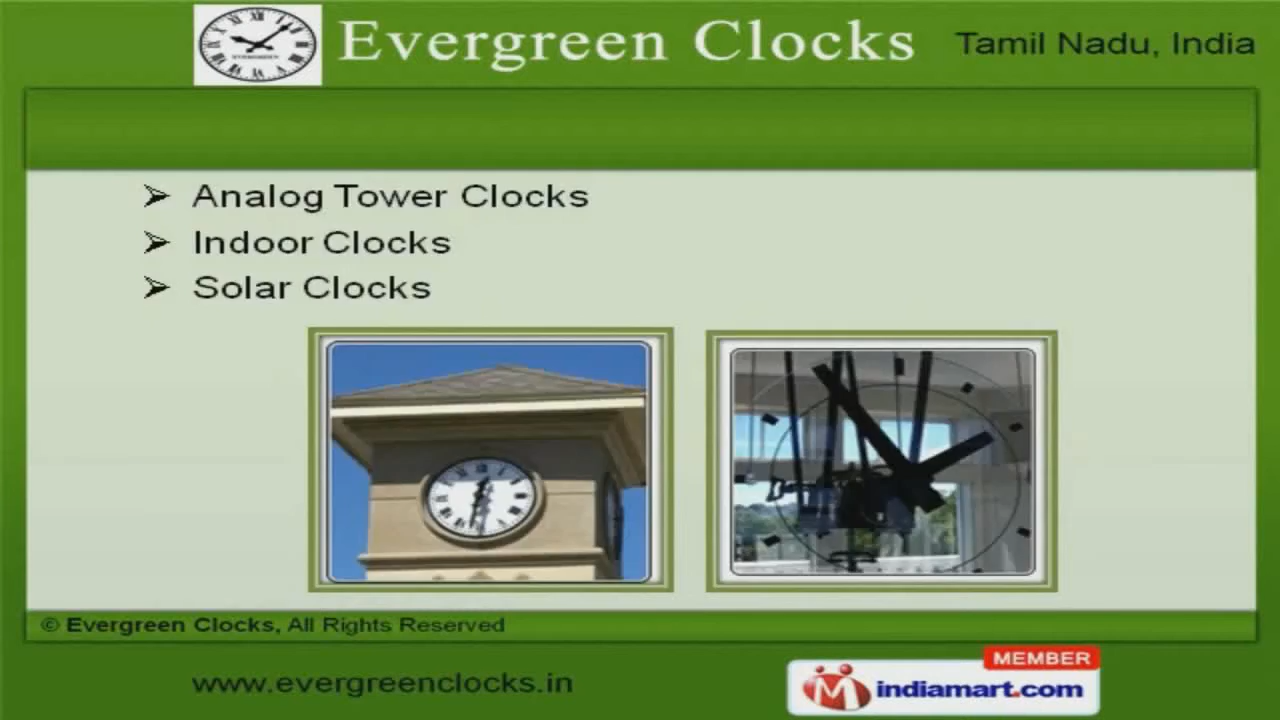 Evergreen Clocks
Tamil Nadu, India
Analog Tower Clocks
Indoor Clocks
Solar Clocks
© Evergreen Clocks, All Rights Reserved
www.evergreenclocks.in
MEMBER
indiamart.com